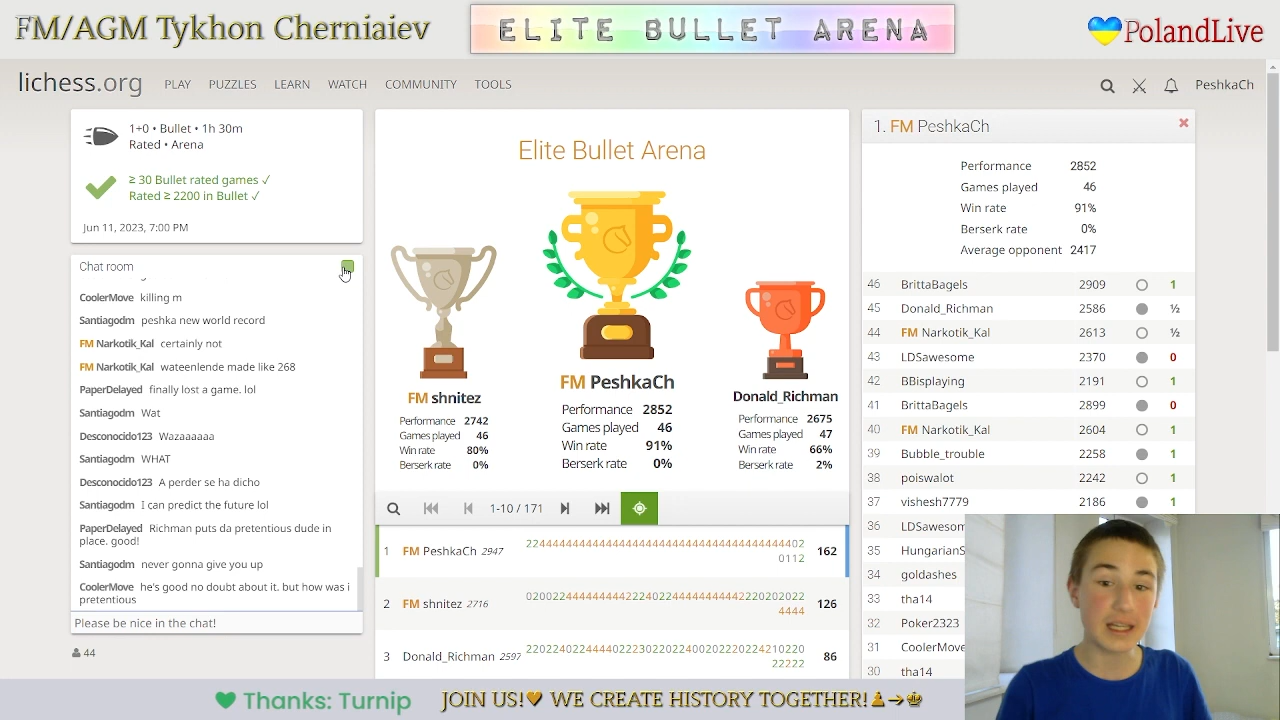 FM/AGM Tykhon Cherniaiev
ELITE BULLET ARENA
PolandLive
lichess.org
PLAY PUZZLES LEARN WATCH COMMUNITY TOOLS
PeshkaCh
1+0 • Bullet • 1h 30m
Rated • Arena
≥ 30 Bullet rated games ✓
Rated ≥ 2200 in Bullet ✓
Jun 11, 2023, 7:00 PM
Chat room
CoolerMove killing m
Santiagodm peshka new world record
FM Narkotik_Kal certainly not
FM Narkotik_Kal wateenlende made like 268
PaperDelayed finally lost a game. lol
Santiagodm Wat
Desconocido123 Wazaaaaaa
Santiagodm WHAT
Desconocido123 A perder se ha dicho
Santiagodm I can predict the future lol
PaperDelayed Richman puts da pretentious dude in
place. good!
Santiagodm never gonna give you up
CoolerMove he's good no doubt about it. but how was i
pretentious
Please be nice in the chat!
44
Elite Bullet Arena
FM shnitez
Performance 2742
Games played 46
Win rate 80%
Berserk rate 0%
FM PeshkaCh
Performance 2852
Games played 46
Win rate 91%
Berserk rate 0%
Donald_Richman
Performance 2675
Games played 47
Win rate 66%
Berserk rate 2%
1-10 / 171
1 FM PeshkaCh 2947 162
0112
2 FM shnitez 2716 126
4444
3 Donald_Richman 2597 86
22222
1. FM PeshkaCh
Performance 2852
Games played 46
Win rate 91%
Berserk rate 0%
Average opponent 2417
46 BrittaBagels 2909 1
45 Donald_Richman 2586 ½
44 FM Narkotik_Kal 2613 ½
43 LDSawesome 2370 0
42 BBisplaying 2191 1
41 BrittaBagels 2899 0
40 FM Narkotik_Kal 2604 1
39 Bubble_trouble 2258 1
38 poiswalot 2242 1
37 vishesh7779 2186 1
36 LDSawesom
35 HungarianS
34 goldashes
33 tha14
32 Poker2323
31 CoolerMove
30 tha14
Thanks: Turnip
JOIN US! WE CREATE HISTORY TOGETHER!